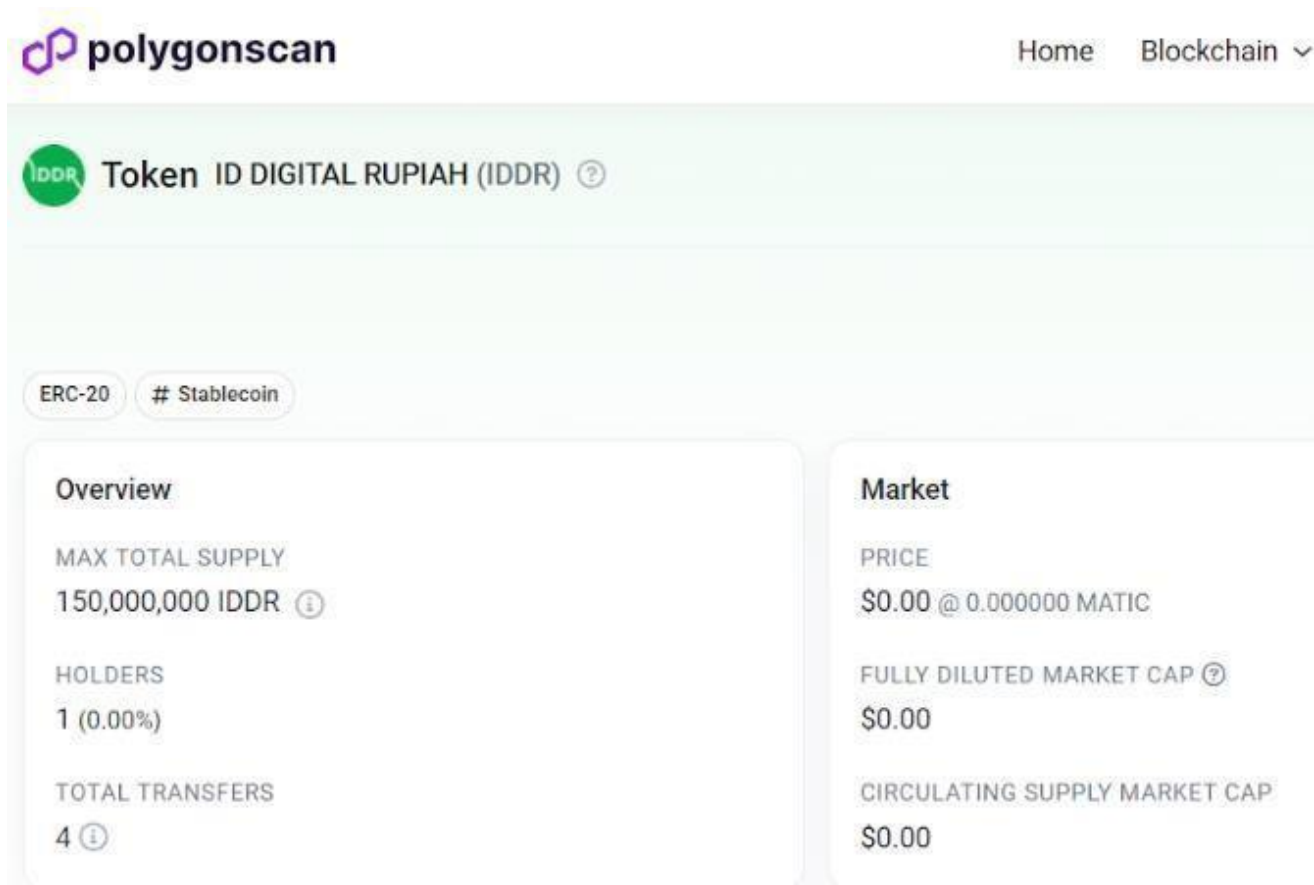 polygonscan
Home Blockchain
IDDR
Token ID DIGITAL RUPIAH (IDDR)
ERC-20 # Stablecoin
Overview
MAX TOTAL SUPPLY
150,000,000 IDDR
HOLDERS
1 (0.00%)
TOTAL TRANSFERS
4
Market
PRICE
$0.00 @ 0.000000 MATIC
FULLY DILUTED MARKET CAP
$0.00
CIRCULATING SUPPLY MARKET CAP
$0.00